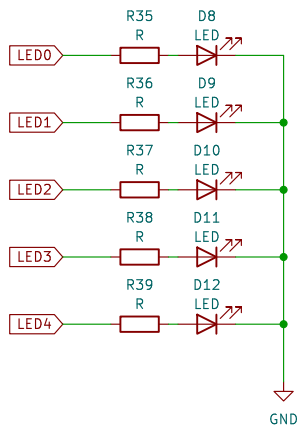 R35 D8
R LED
LED0
R36 D9
R LED
LED1
R37 D10
R LED
LED2
R38 D11
R LED
LED3
R39 D12
R LED
LED4
GND